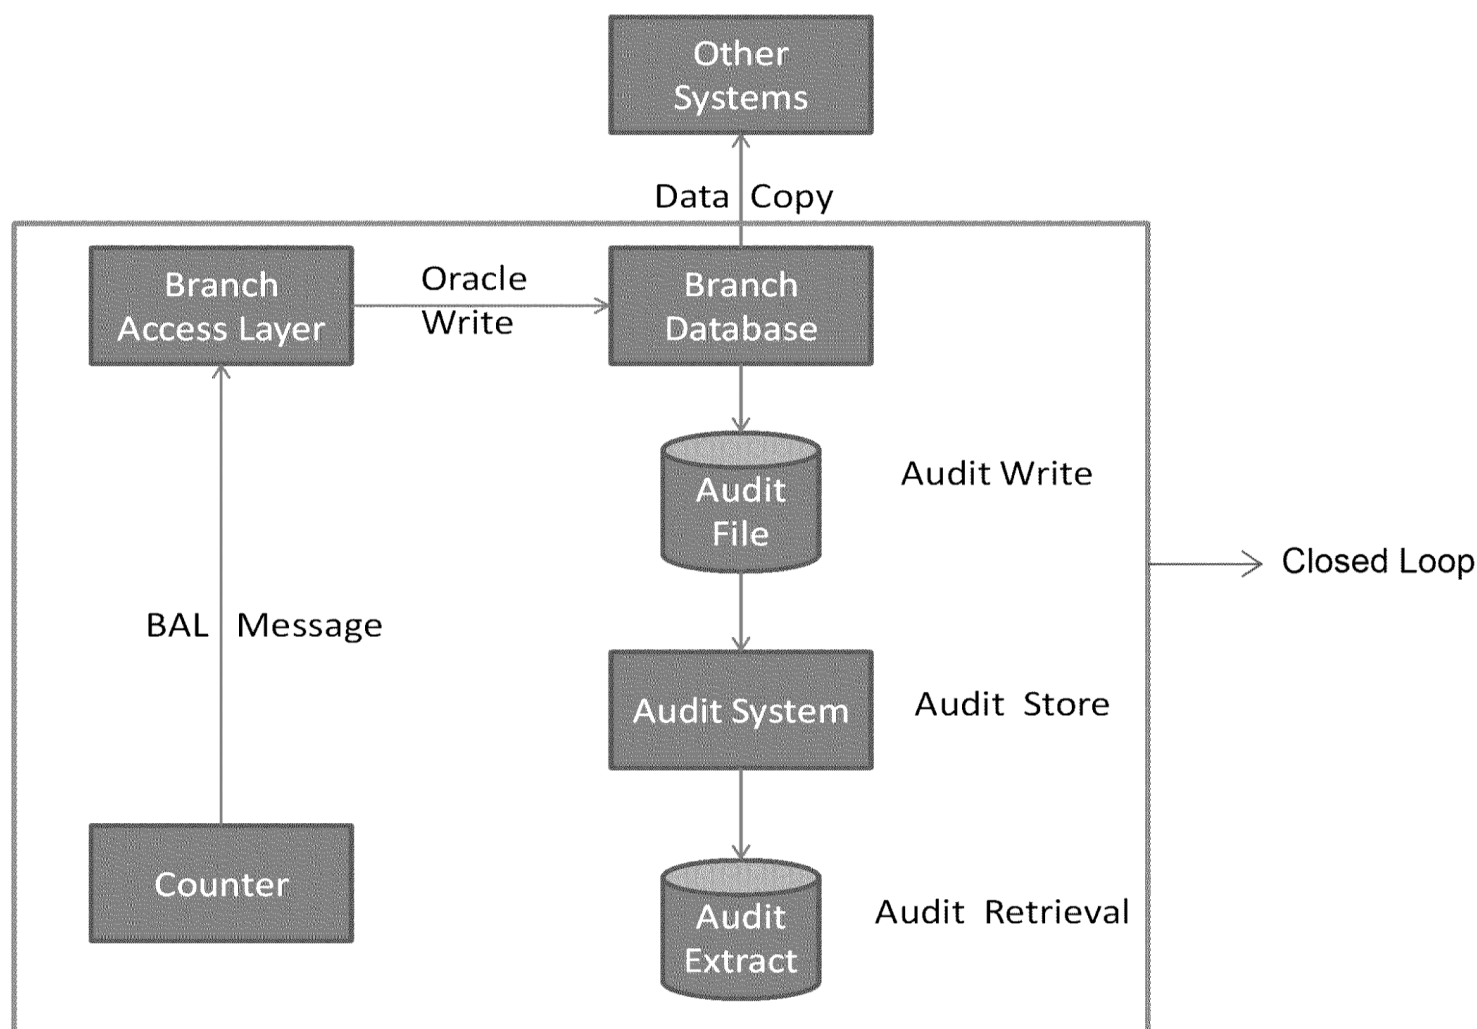 Other
Systems
Data Copy
Branch
Access Layer
Oracle
Write
Branch
Database
Audit
File
Audit Write
Closed Loop
BAL Message
Audit System
Audit Store
Counter
Audit
Extract
Audit Retrieval